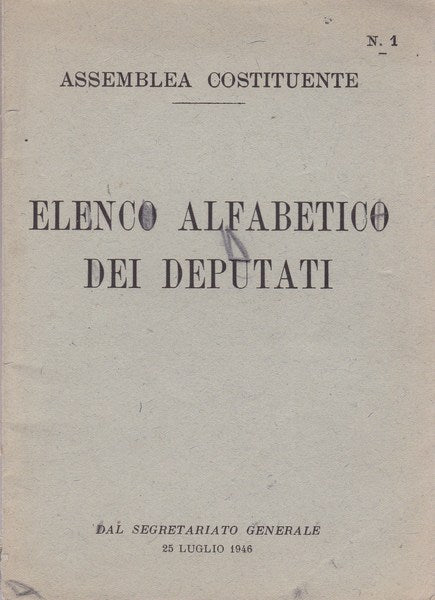 N. 1
ASSEMBLEA COSTITUENTE
ELENCO ALFABETICO
DEI DEPUTATI
DAL SEGRETARIATO GENERALE
25 LUGLIO 1946